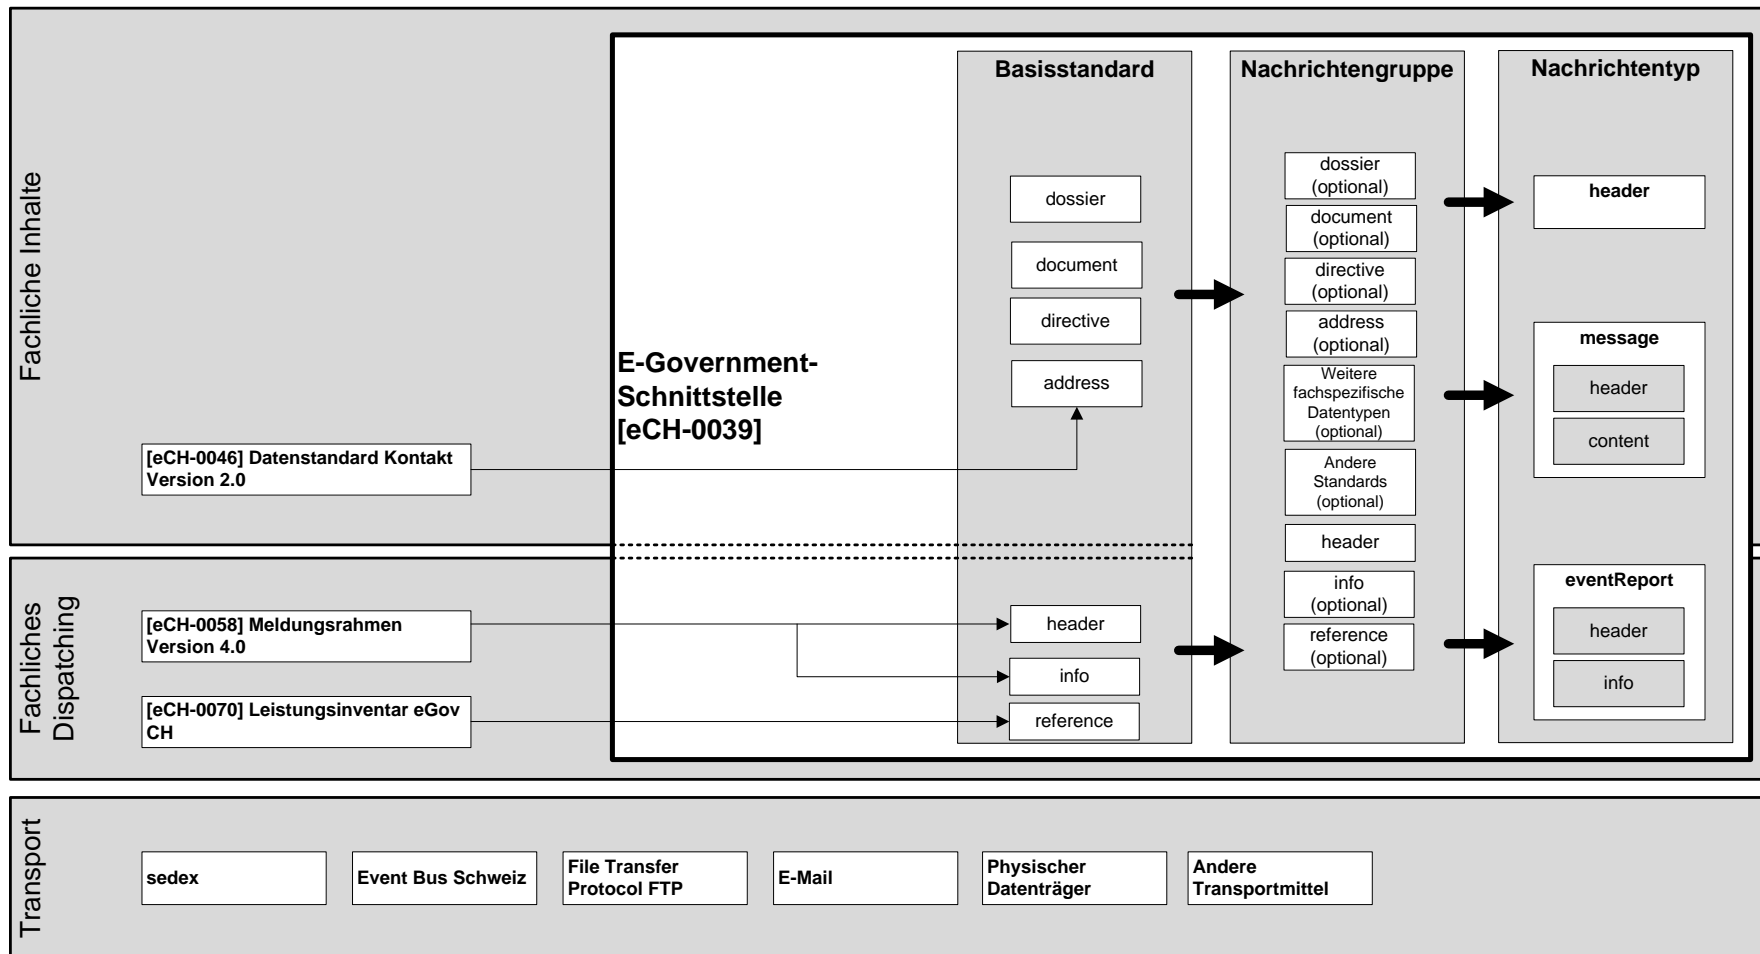 Fachliche Inhalte
E-Government-
Schnittstelle
[eCH-0039]
[eCH-0046] Datenstandard Kontakt
Version 2.0
Basisstandard
dossier
document
directive
address
Nachrichtengruppe
dossier
(optional)
document
(optional)
directive
(optional)
address
(optional)
Weitere
fachspezifische
Datentypen
(optional)
Andere
Standards
(optional)
header
info
(optional)
reference
(optional)
Nachrichtentyp
header
message
header
content
eventReport
header
info
Fachliches
Dispatching
[eCH-0058] Meldungsrahmen
Version 4.0
[eCH-0070] Leistungsinventar eGov
CH
header
info
reference
Transport
sedex
Event Bus Schweiz
File Transfer
Protocol FTP
E-Mail
Physischer
Datenträger
Andere
Transportmittel